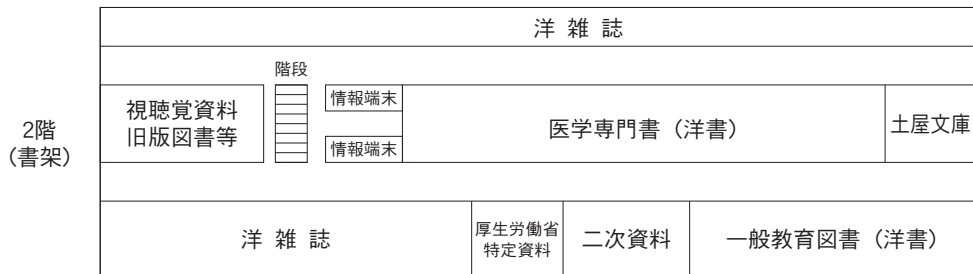 洋 雑 誌
階段
視聴覚資料
旧版図書等
情報端末
情報端末
医学専門書（洋書）
土屋文庫
2階
（書架）
洋 雑 誌
厚生労働省
特定資料
二次資料
一般教育図書（洋書）